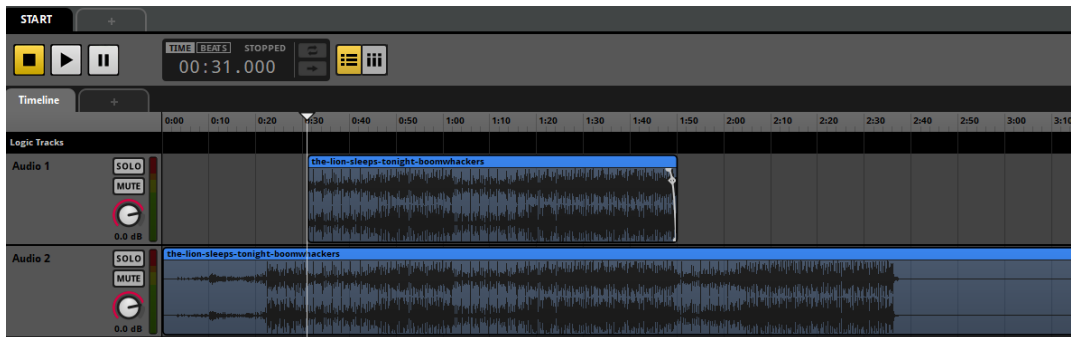 START +
TIME BEATS STOPPED
00:31.000
Timeline +
0:00 0:10 0:20 0:30 0:40 0:50 1:00 1:10 1:20 1:30 1:40 1:50 2:00 2:10 2:20 2:30 2:40 2:50 3:00 3:10
Logic Tracks
Audio 1 SOLO
the-lion-sleeps-tonight-boomwhackers
MUTE
0.0 dB
Audio 2 SOLO
the-lion-sleeps-tonight-boomwhackers
MUTE
0.0 dB